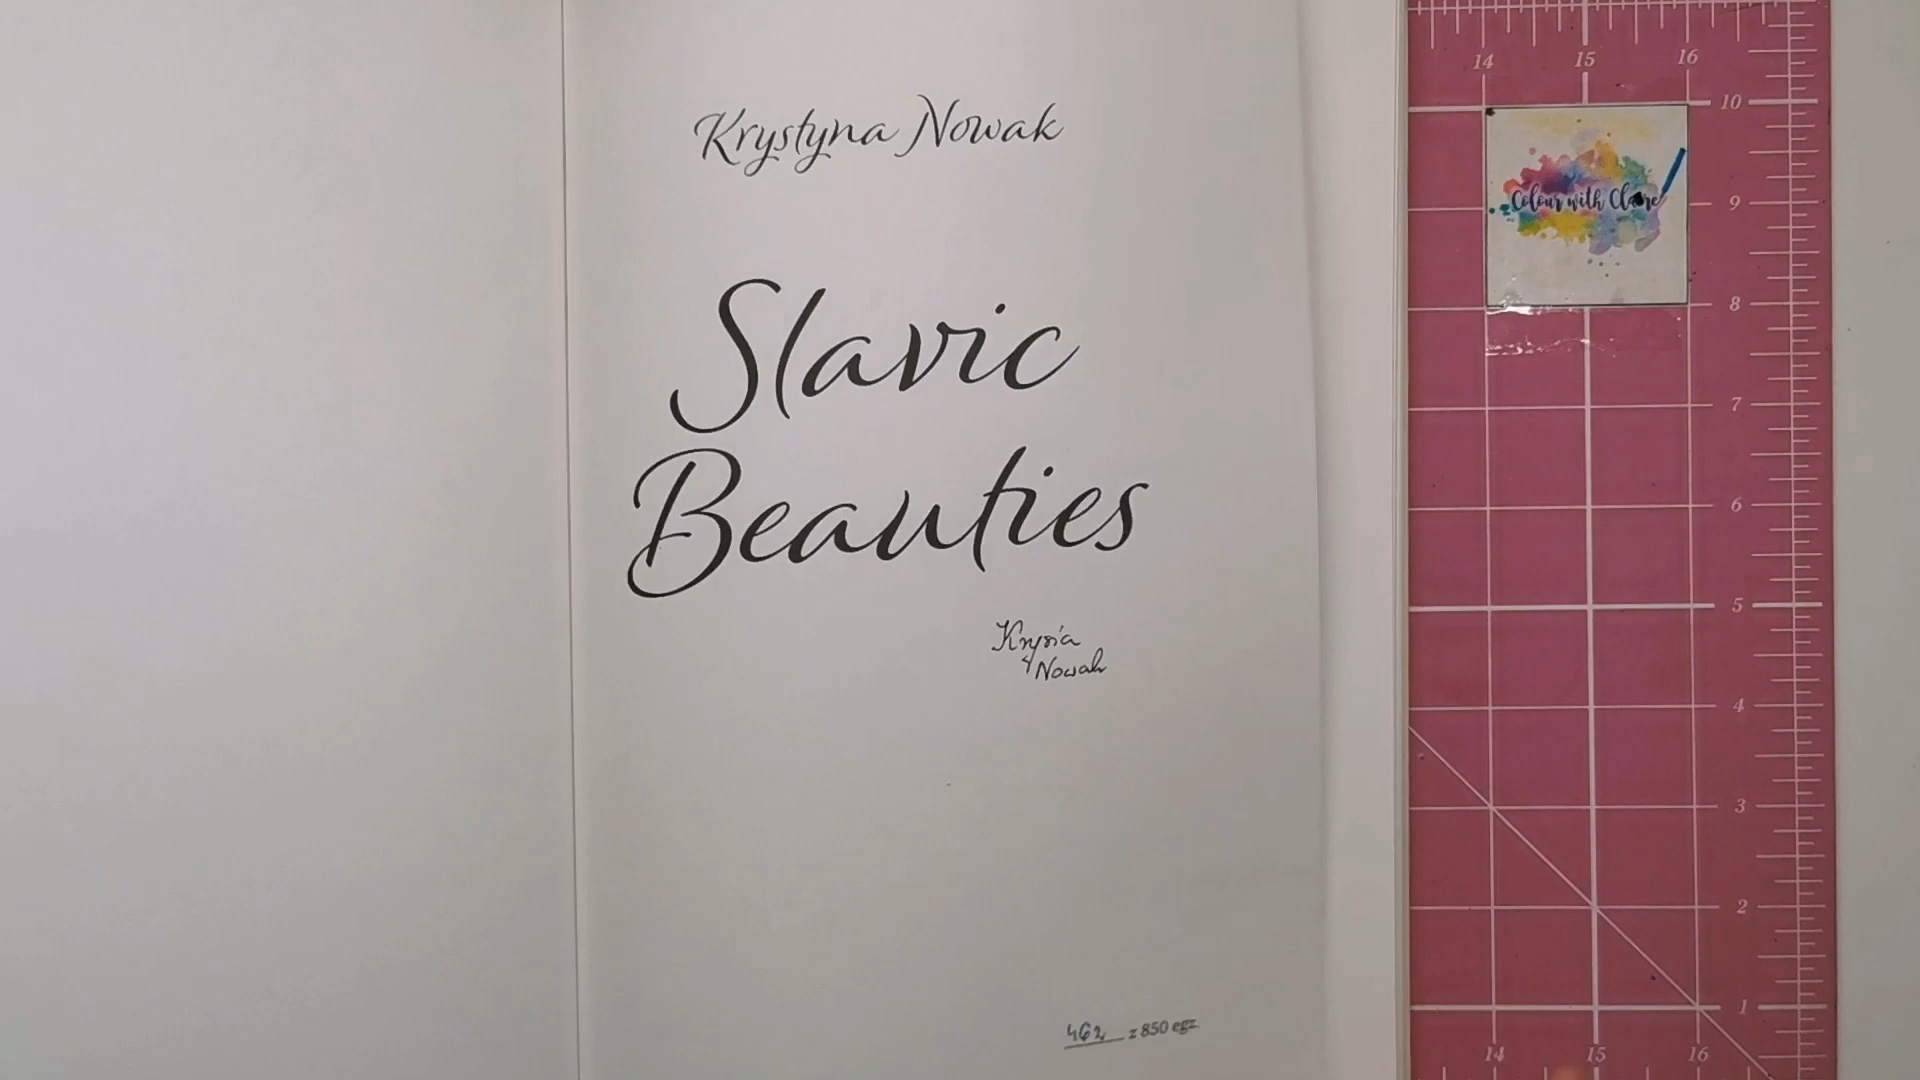 Krystyna Nowak
Slavic
Beauties
Krysia
Nowak
462 z 850 egz
14 15 16
10
Colour with Claire
9
8
7
6
5
4
3
2
1
14 15 16